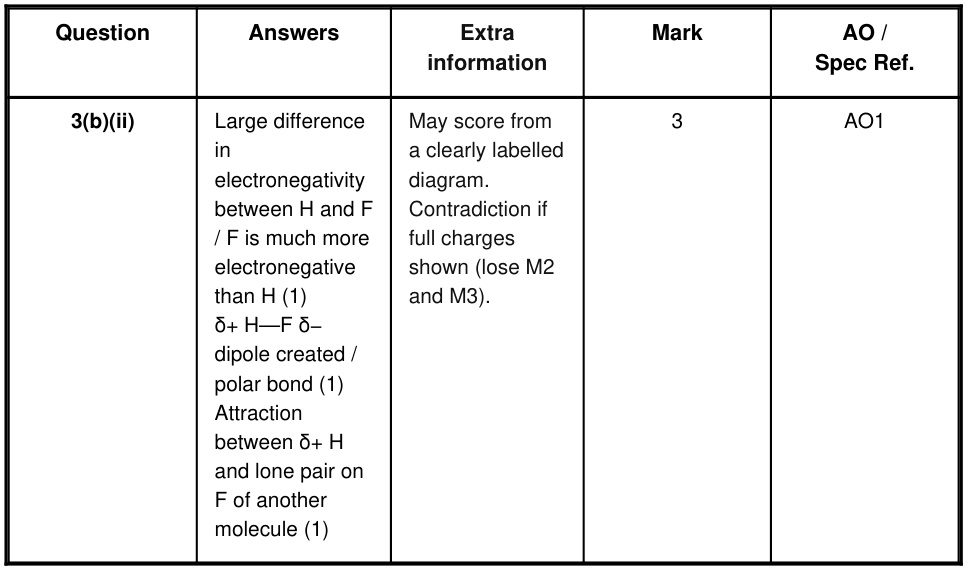 Question
Answers
Extra
information
Mark
AO /
Spec Ref.
3(b)(ii)
Large difference
in
electronegativity
between H and F
/ F is much more
electronegative
than H (1)
δ+ H—F δ–
dipole created /
polar bond (1)
Attraction
between δ+ H
and lone pair on
F of another
molecule (1)
May score from
a clearly labelled
diagram.
Contradiction if
full charges
shown (lose M2
and M3).
3
AO1